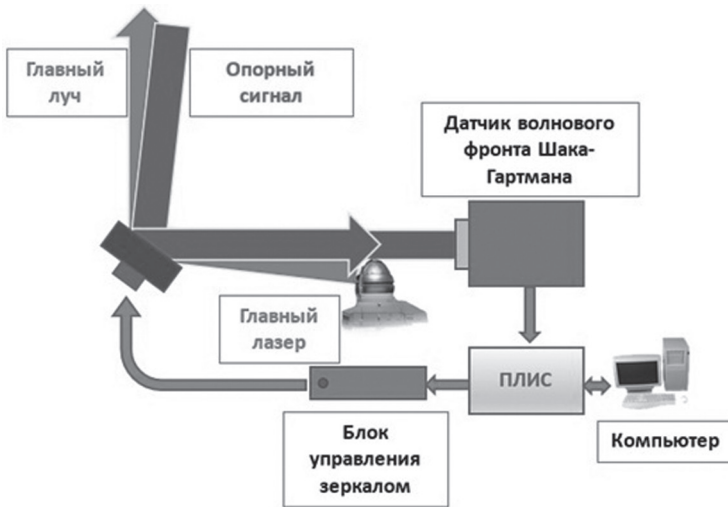 Главный
луч
Опорный
сигнал
Датчик волнового
фронта Шака-
Гартмана
Главный
лазер
ПЛИС
Блок
управления
зеркалом
Компьютер